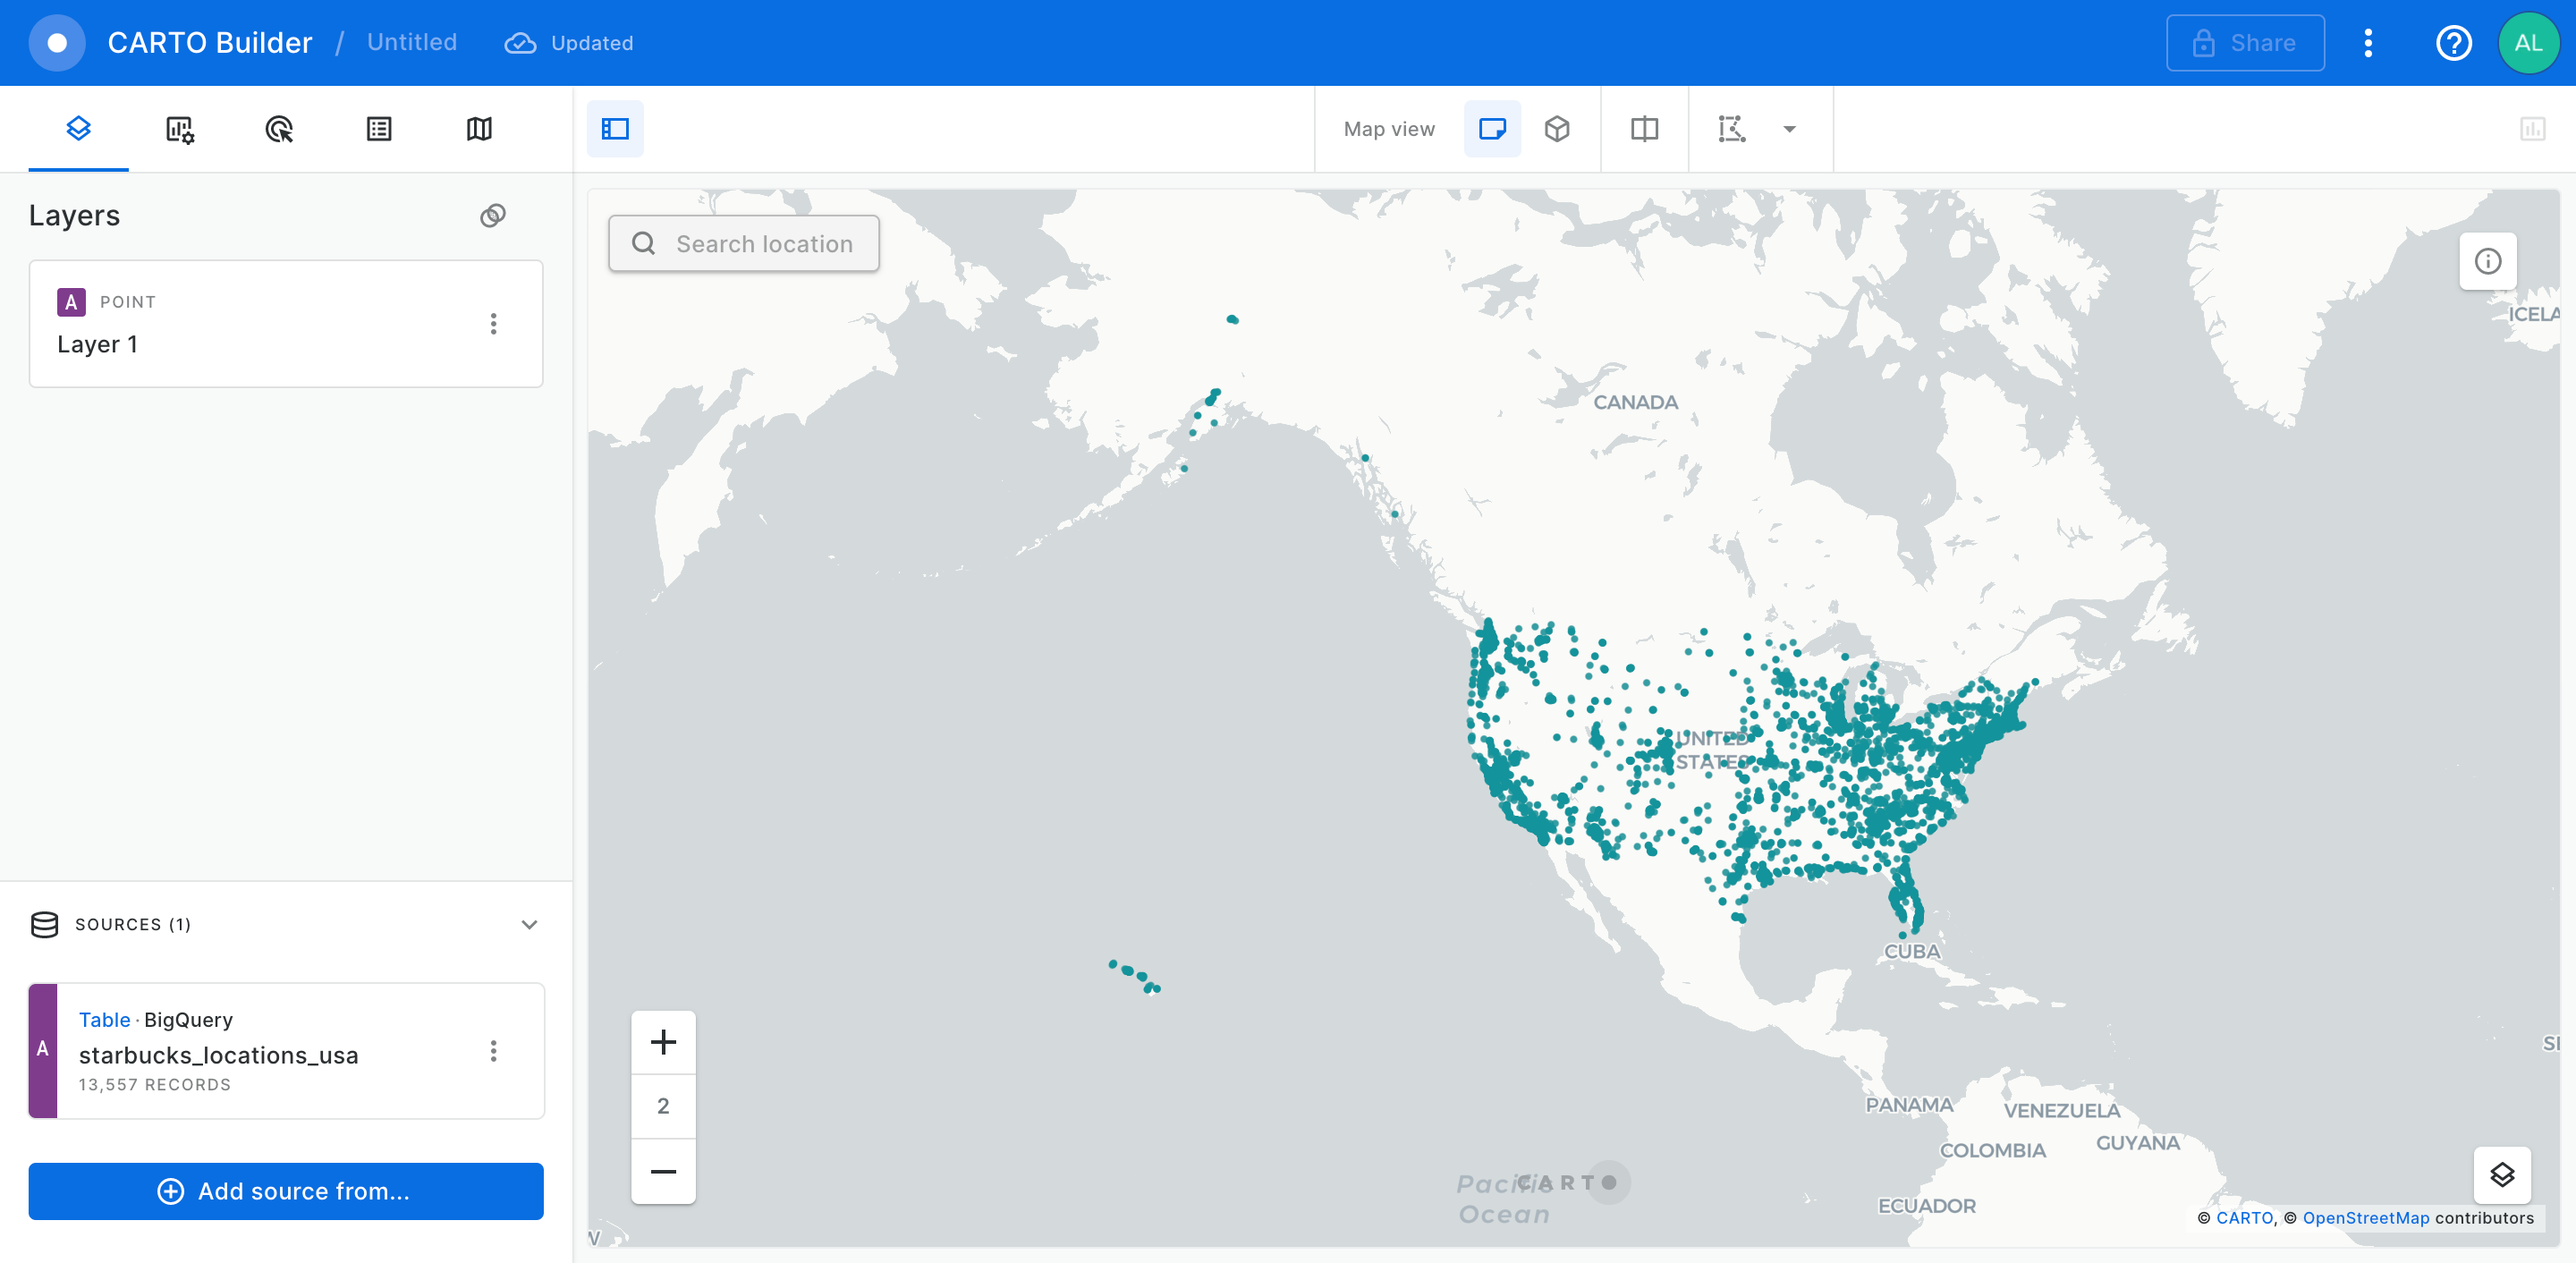 CARTO Builder / Untitled Updated Share AL
Map view
Layers
A POINT
Layer 1
SOURCES (1)
A
Table · BigQuery
starbucks_locations_usa
13,557 RECORDS
Add source from...
Search location
ICELA
CANADA
UNITED
STATES
CUBA
PANAMA
VENEZUELA
COLOMBIA
GUYANA
ECUADOR
2
Pacific
Ocean
CARTO
© CARTO, © OpenStreetMap contributors